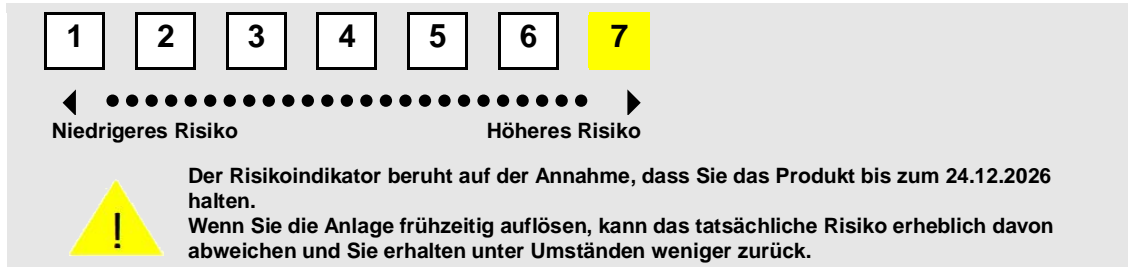 1 2 3 4 5 6 7
Niedrigeres Risiko Höheres Risiko
Der Risikoindikator beruht auf der Annahme, dass Sie das Produkt bis zum 24.12.2026
halten.
Wenn Sie die Anlage frühzeitig auflösen, kann das tatsächliche Risiko erheblich davon
abweichen und Sie erhalten unter Umständen weniger zurück.
!